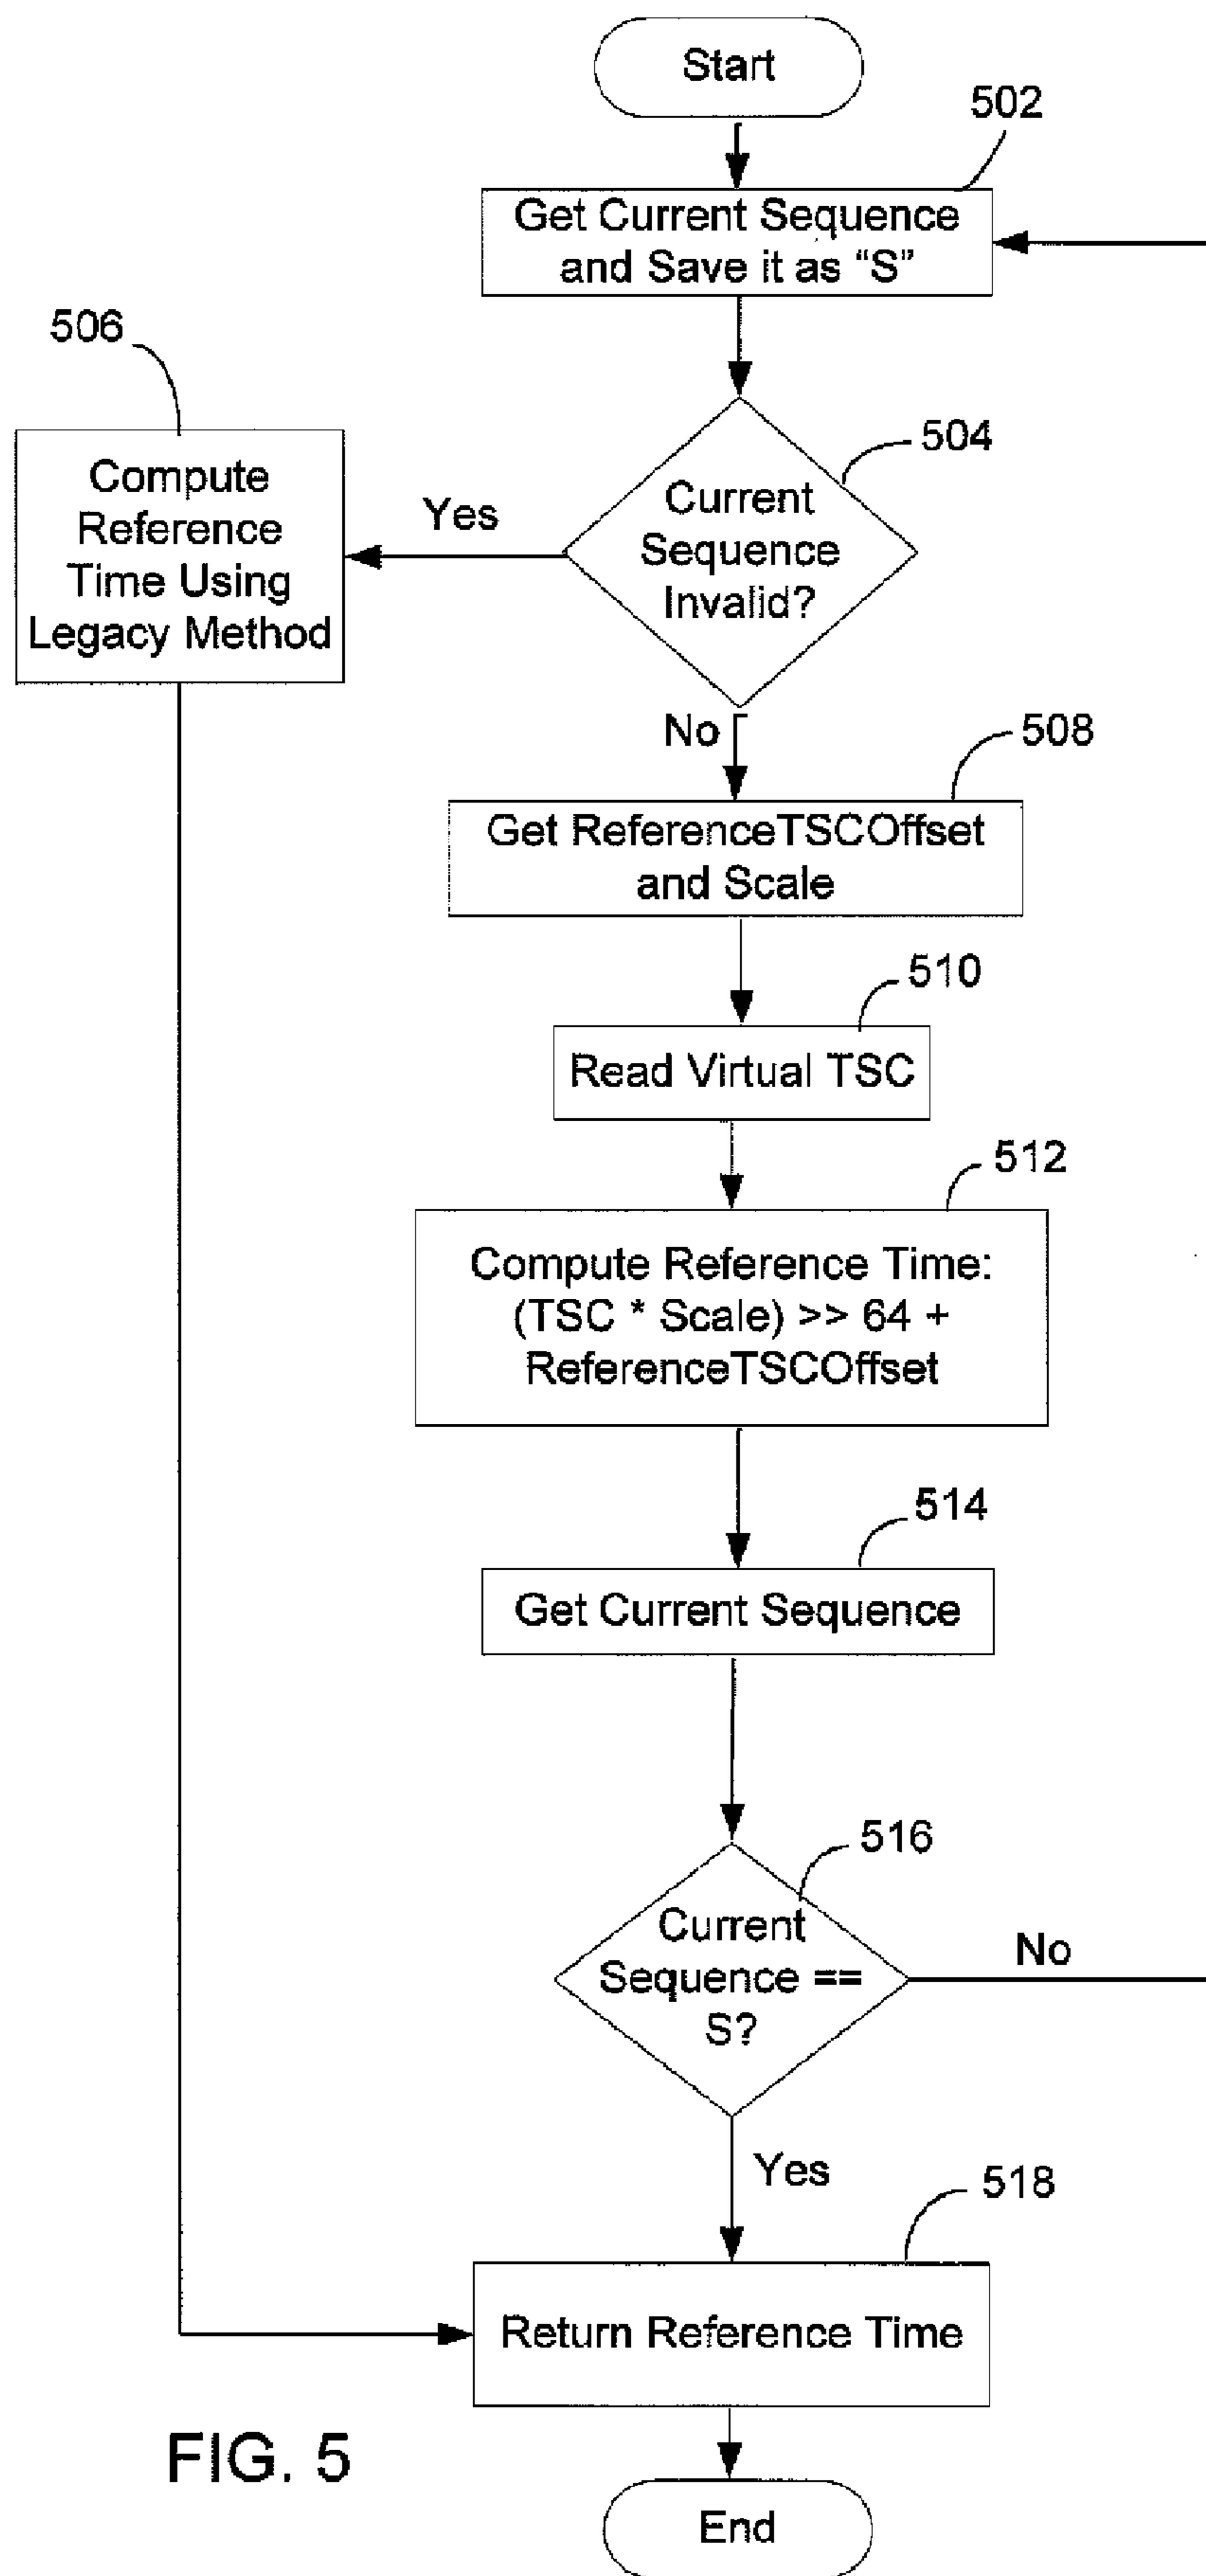 Start
502
Get Current Sequence
and Save it as “S”
506
504
Compute
Reference
Time Using
Legacy Method
Yes
Current
Sequence
Invalid?
No
508
Get ReferenceTSCOffset
and Scale
510
Read Virtual TSC
512
Compute Reference Time:
(TSC * Scale) >> 64 +
ReferenceTSCOffset
514
Get Current Sequence
516
Current
Sequence ==
S?
No
Yes
518
Return Reference Time
FIG. 5
End